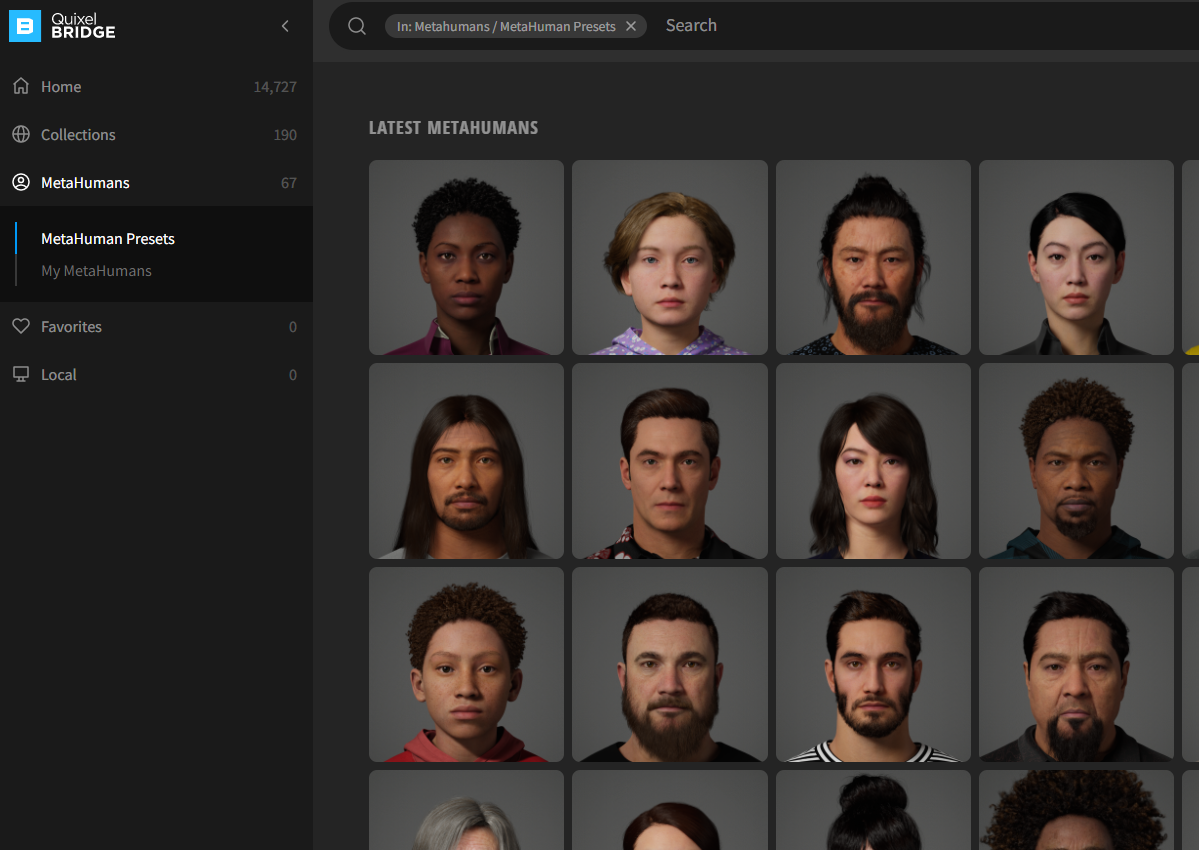 Quixel
BRIDGE
In: Metahumans / MetaHuman Presets
Search
Home 14,727
Collections 190
MetaHumans 67
MetaHuman Presets
My MetaHumans
Favorites 0
Local 0
LATEST METAHUMANS